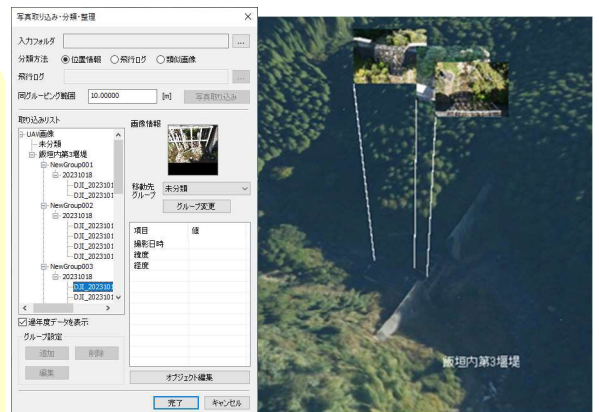 写真取り込み・分類・整理
入力フォルダ
...
分類方法 位置情報 飛行ログ 類似画像
飛行ログ
...
同グルーピング範囲 10.00000 [m] 写真取り込み
取り込みリスト
UAV画像
未分類
飯垣内第3堰堤
NewGroup001
20231018
DJI_2023101
DJI_2023101
NewGroup002
20231018
DJI_2023101
DJI_2023101
DJI_2023101
NewGroup003
20231018
DJI_2023101
DJI_2023101
過年度データを表示
グループ設定
追加 削除
編集
画像情報
移動先グループ 未分類
グループ変更
項目 値
撮影日時
緯度
経度
オブジェクト編集
完了 キャンセル
飯垣内第3堰堤